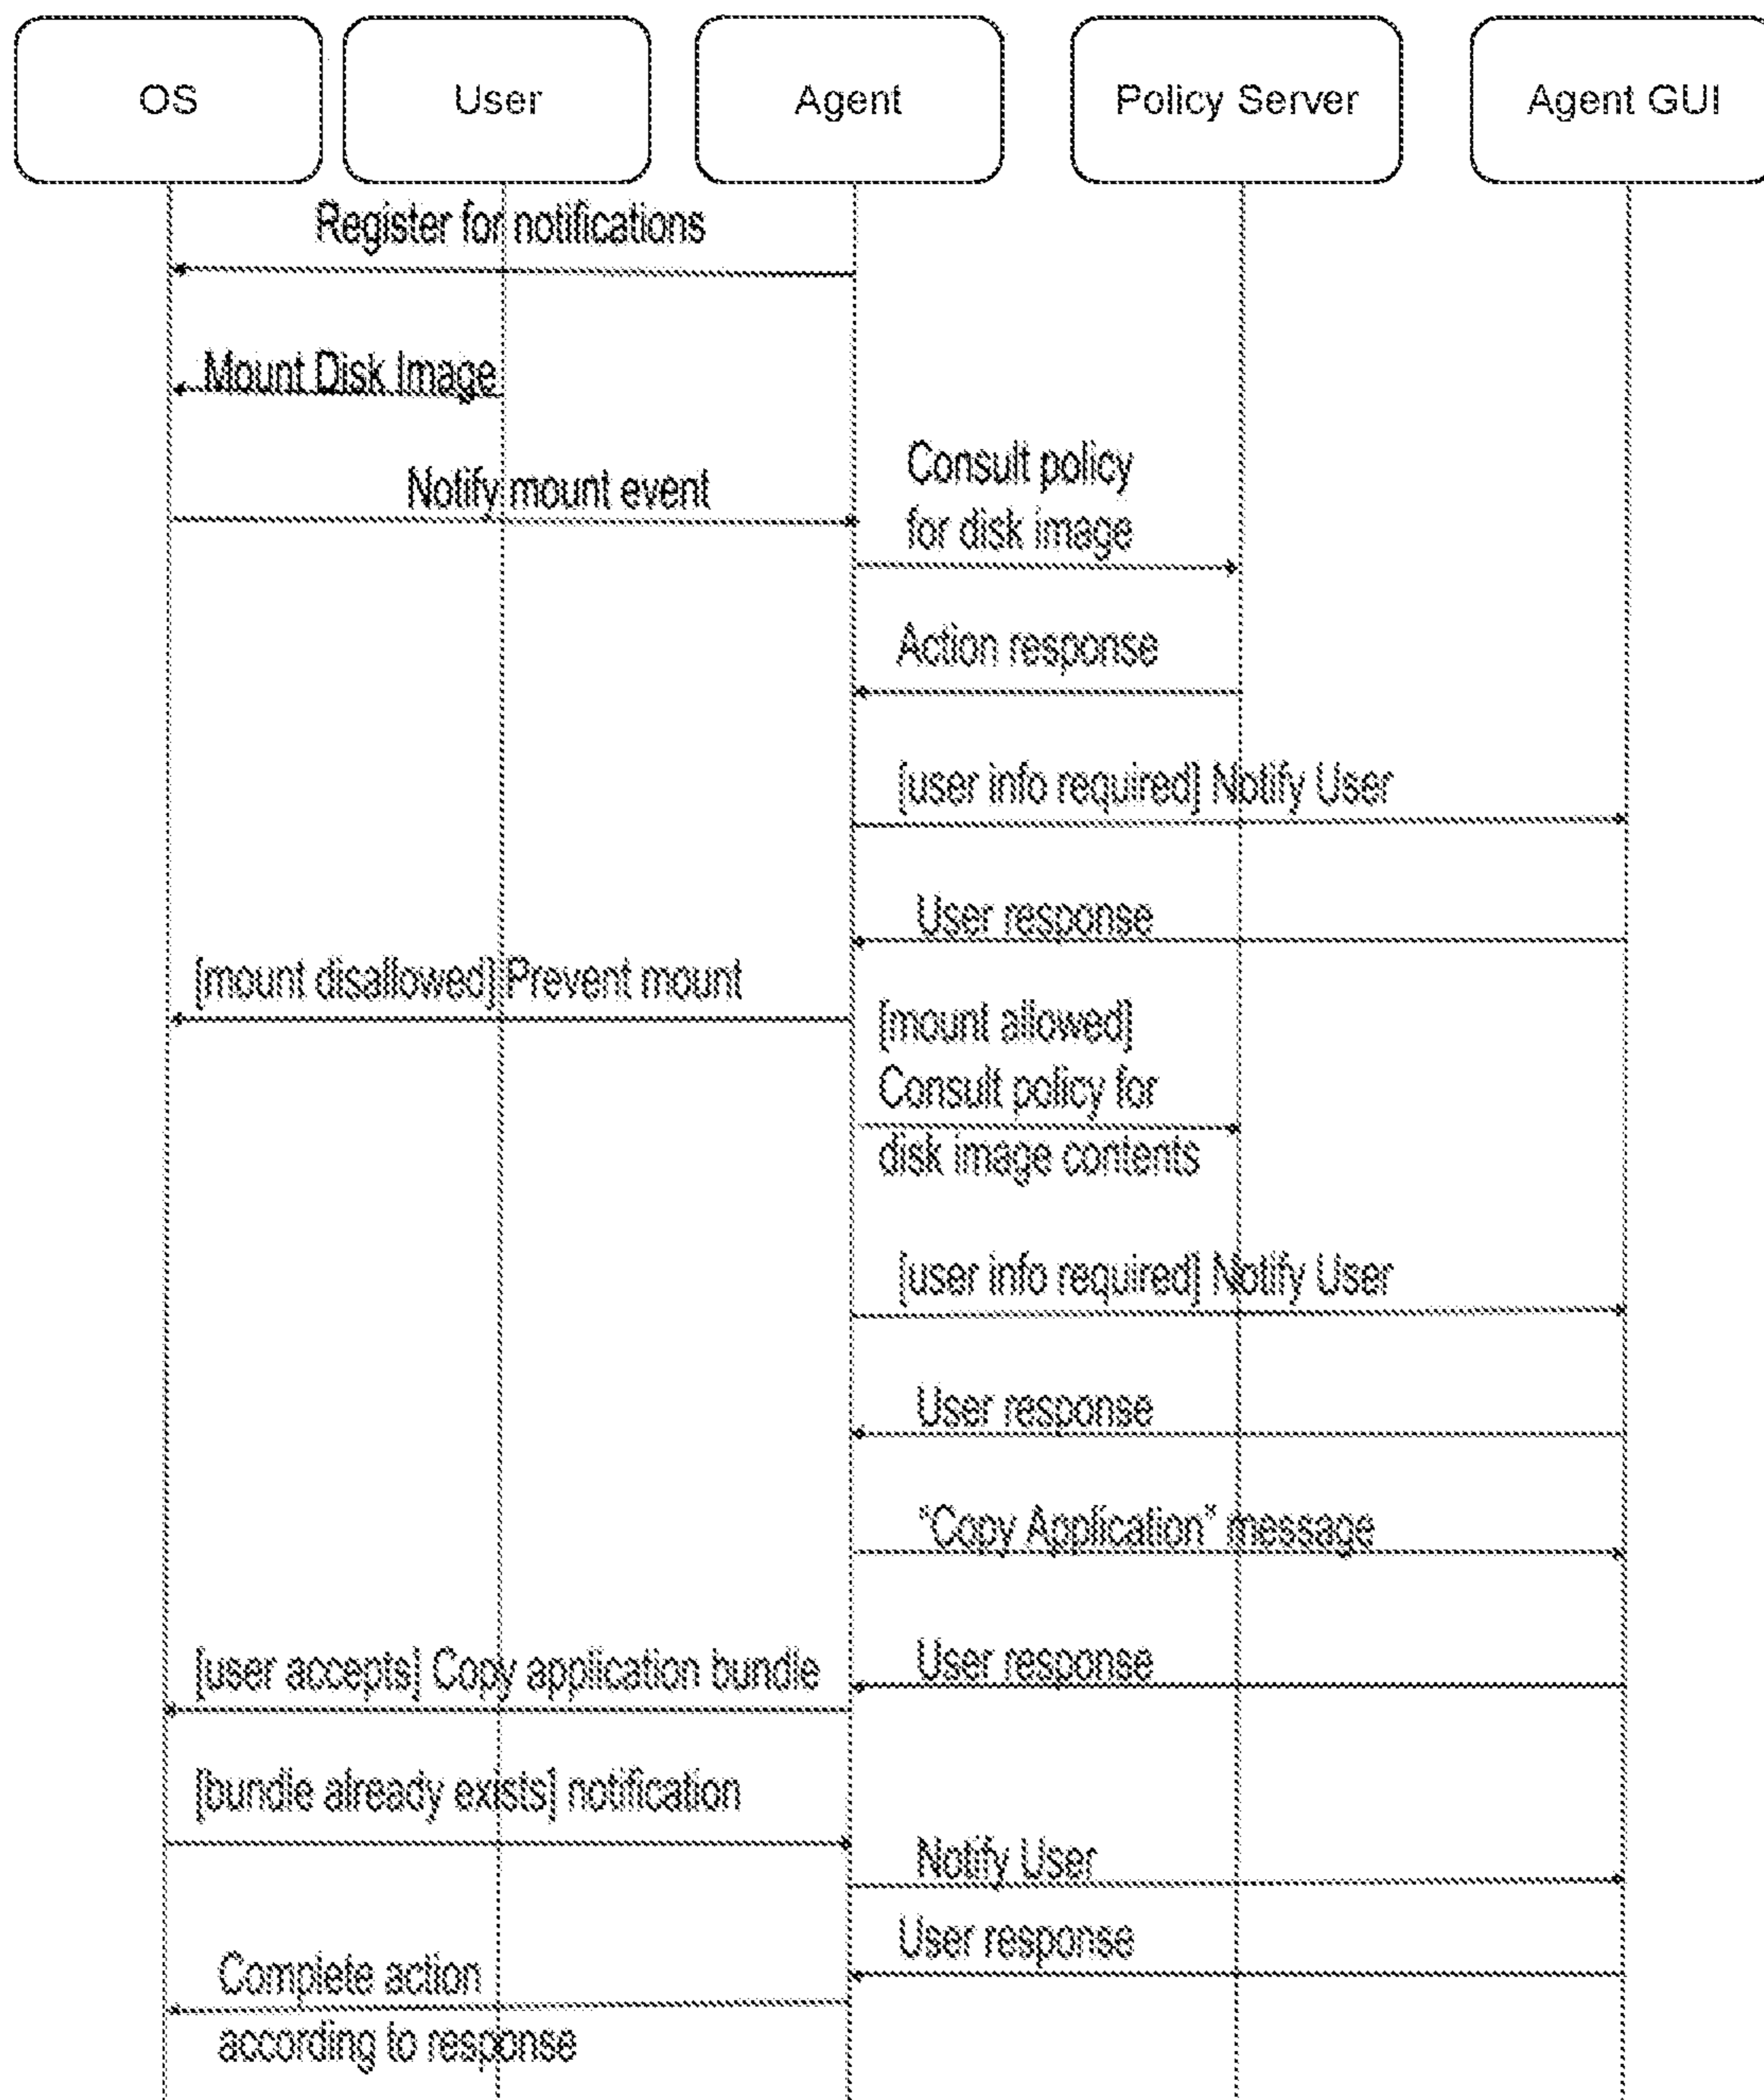 OS
User
Agent
Policy Server
Agent GUI
Register for notifications
Mount Disk Image
Notify mount event
Consult policy
for disk image
Action response
[user info required] Notify User
User response
[mount disallowed] Prevent mount
[mount allowed]
Consult policy for
disk image contents
[user info required] Notify User
User response
"Copy Application" message
User response
[user accepts] Copy application bundle
[bundle already exists] notification
Notify User
User response
Complete action
according to response